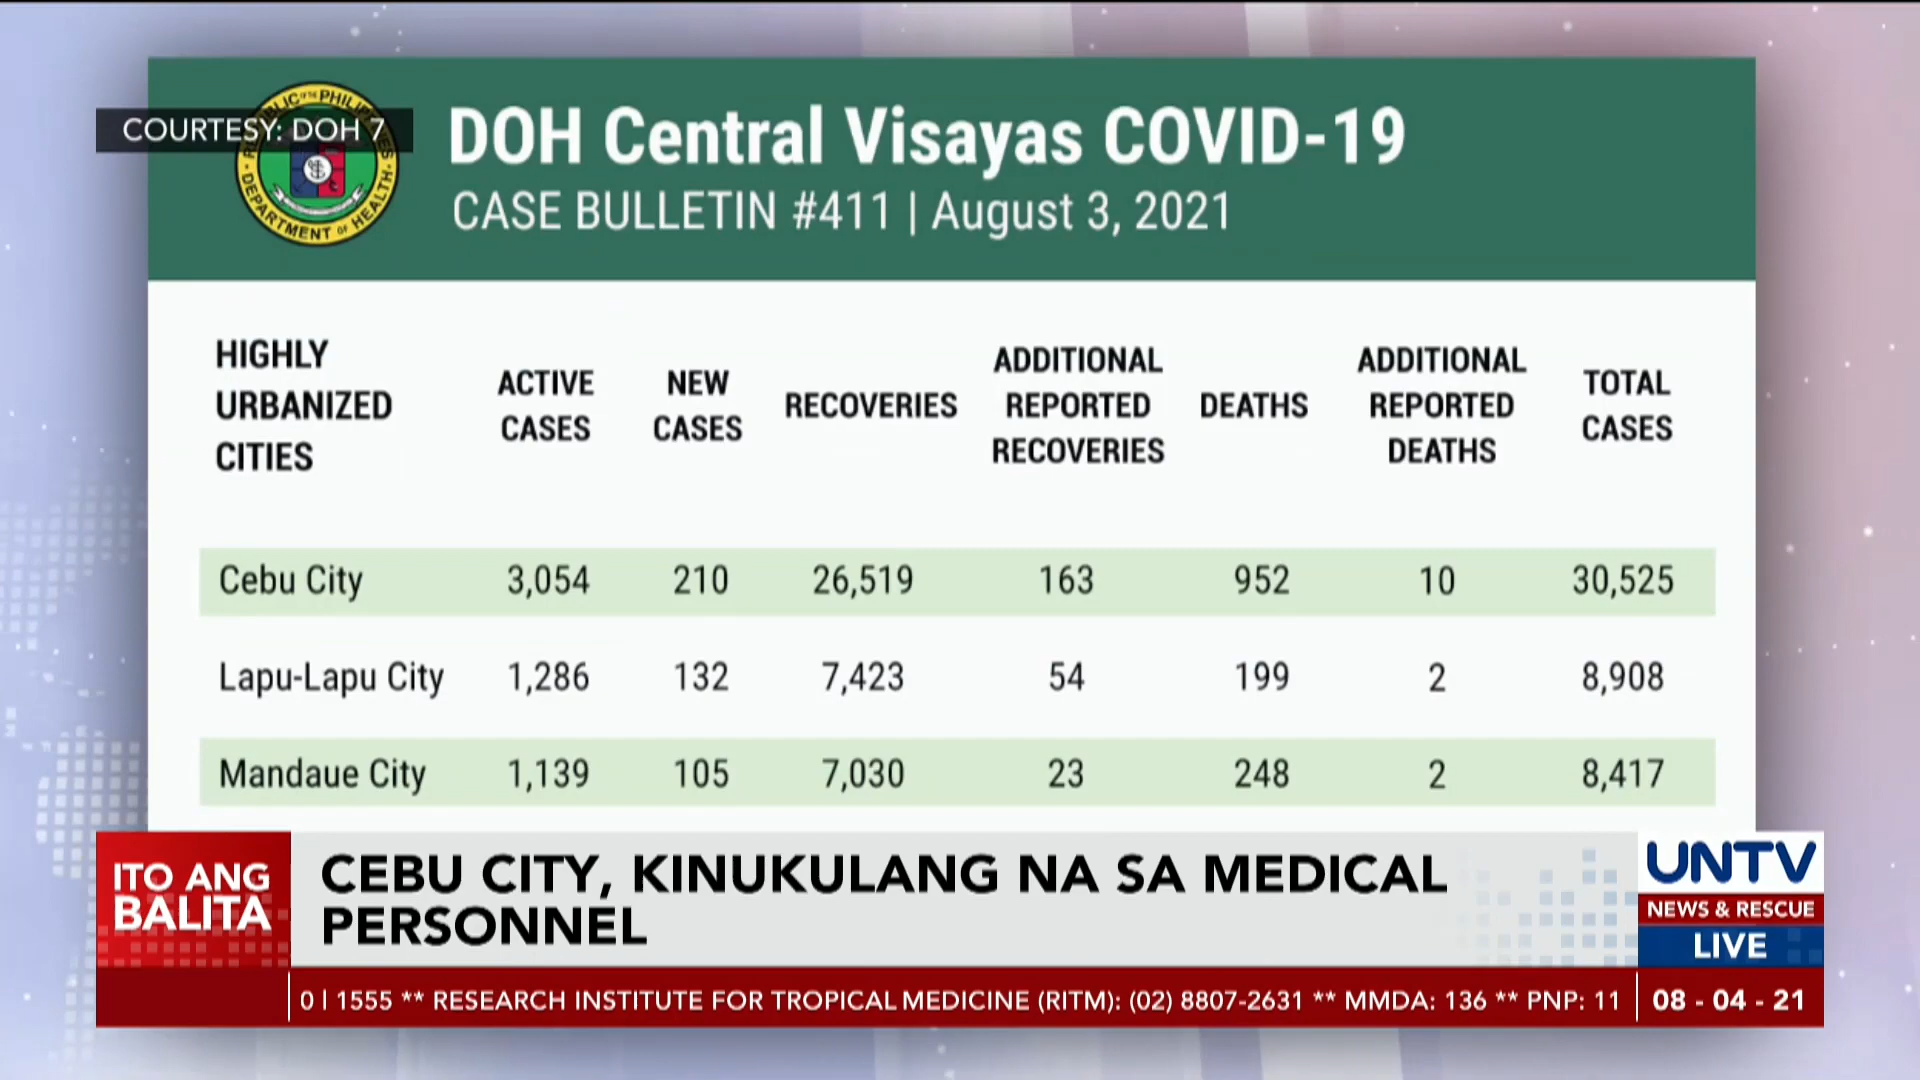 COURTESY: DOH 7
DEPARTMENT OF HEALTH
DOH Central Visayas COVID-19
CASE BULLETIN #411 | August 3, 2021
HIGHLY URBANIZED CITIES
ACTIVE CASES
NEW CASES
RECOVERIES
ADDITIONAL REPORTED RECOVERIES
DEATHS
ADDITIONAL REPORTED DEATHS
TOTAL CASES
Cebu City 3,054 210 26,519 163 952 10 30,525
Lapu-Lapu City 1,286 132 7,423 54 199 2 8,908
Mandaue City 1,139 105 7,030 23 248 2 8,417
ITO ANG
BALITA
CEBU CITY, KINUKULANG NA SA MEDICAL
PERSONNEL
UNTV
NEWS & RESCUE
LIVE
0 | 1555 ** RESEARCH INSTITUTE FOR TROPICAL MEDICINE (RITM): (02) 8807-2631 ** MMDA: 136 ** PNP: 11
08 - 04 - 21